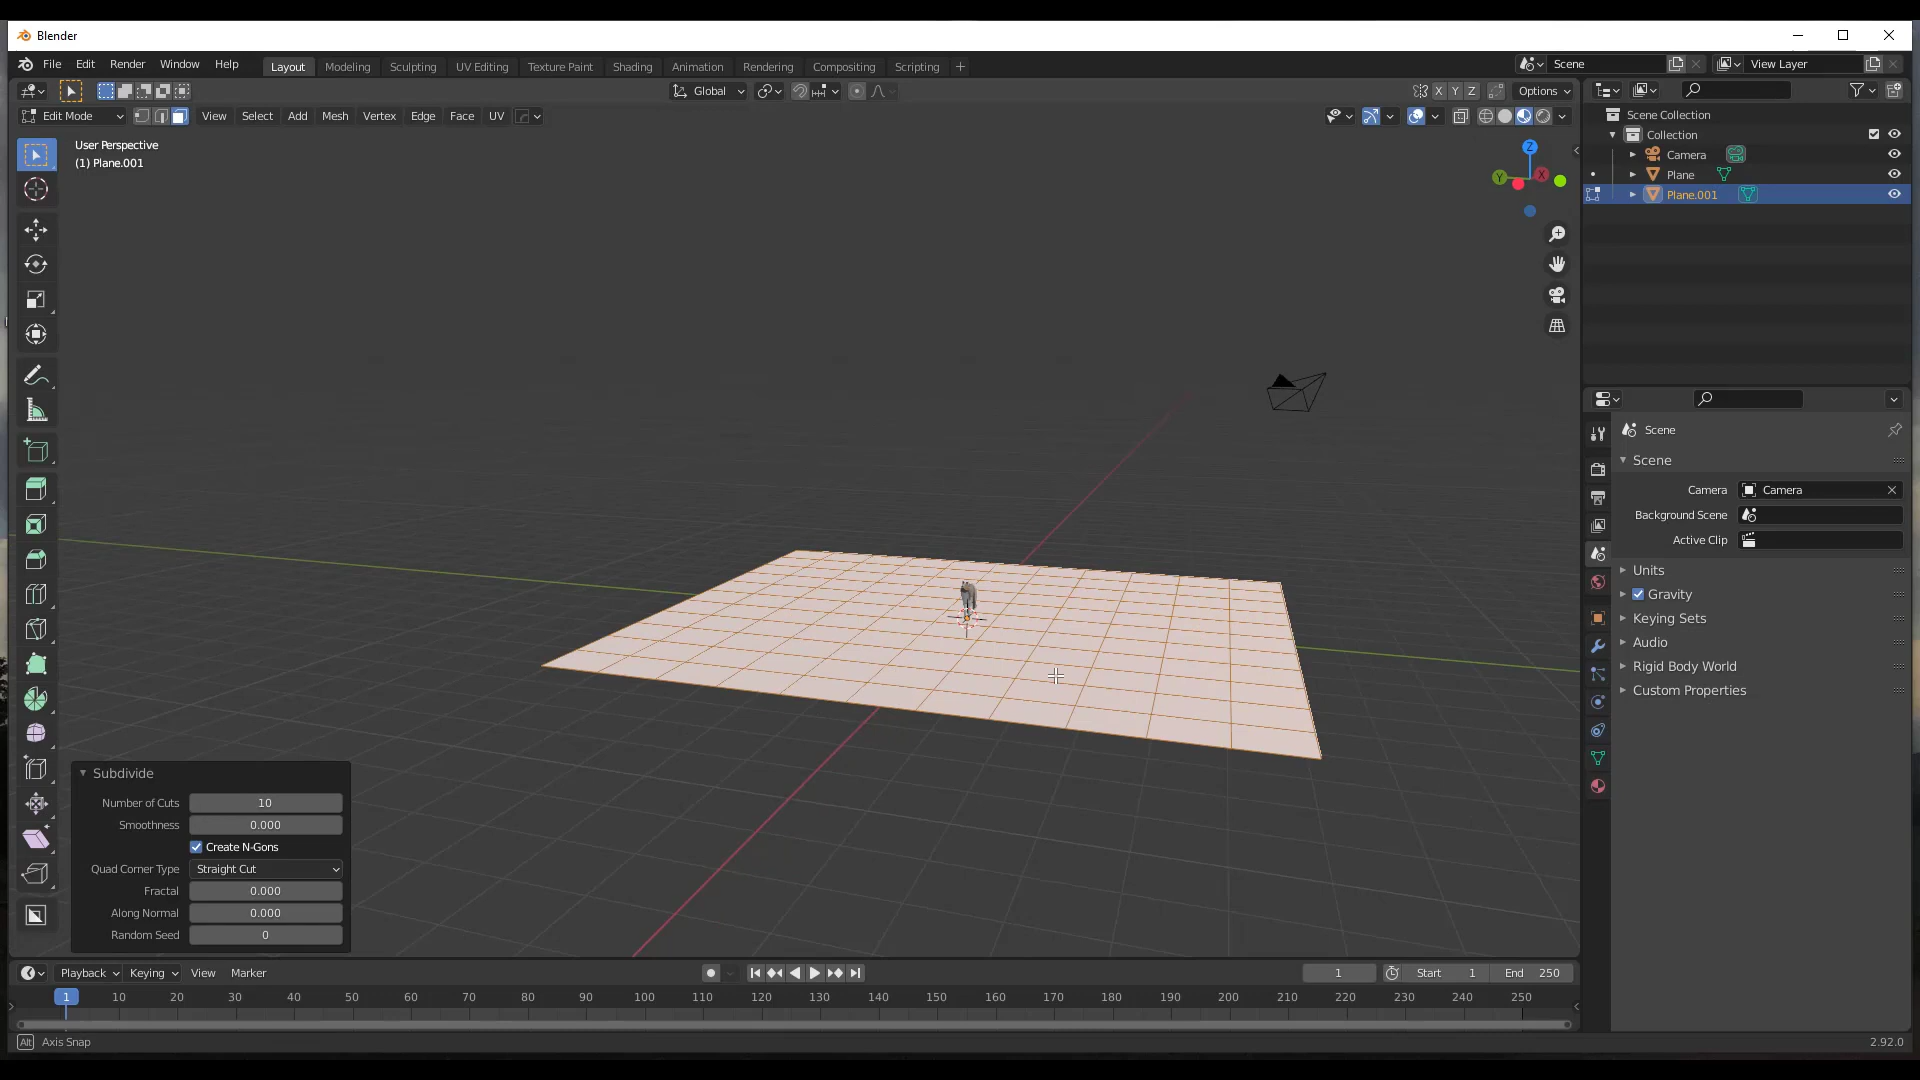 Blender
File Edit Render Window Help
Layout Modeling Sculpting UV Editing Texture Paint Shading Animation Rendering Compositing Scripting +
Scene
View Layer
Global
X Y Z
Options
Edit Mode
View Select Add Mesh Vertex Edge Face UV
User Perspective
(1) Plane.001
Z
Y
X
Scene Collection
Collection
Camera
Plane
Plane.001
Scene
Scene
Camera Camera
Background Scene
Active Clip
Units
Gravity
Keying Sets
Audio
Rigid Body World
Custom Properties
Subdivide
Number of Cuts 10
Smoothness 0.000
Create N-Gons
Quad Corner Type Straight Cut
Fractal 0.000
Along Normal 0.000
Random Seed 0
Playback Keying View Marker
1 Start 1 End 250
1 10 20 30 40 50 60 70 80 90 100 110 120 130 140 150 160 170 180 190 200 210 220 230 240 250
Alt Axis Snap
2.92.0